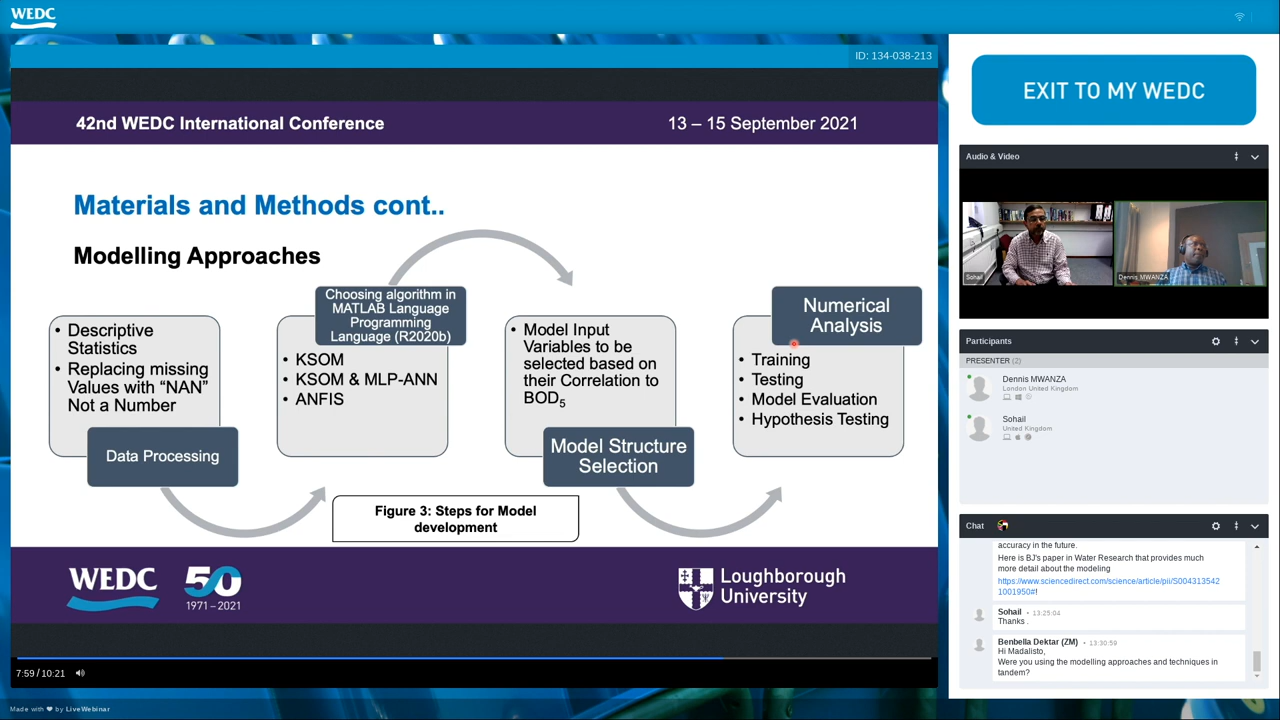 WEDC
ID: 134-038-213
42nd WEDC International Conference
13 – 15 September 2021
Materials and Methods cont..
Modelling Approaches
• Descriptive
Statistics
• Replacing missing
Values with “NAN”
Not a Number
Data Processing
Choosing algorithm in
MATLAB Language
Programming
Language (R2020b)
• KSOM
• KSOM & MLP-ANN
• ANFIS
• Model Input
Variables to be
selected based on
their Correlation to
BOD5
Model Structure
Selection
Numerical
Analysis
• Training
• Testing
• Model Evaluation
• Hypothesis Testing
Figure 3: Steps for Model
development
WEDC
50
1971 – 2021
Loughborough
University
7:59 / 10:21
Made with ❤ by LiveWebinar
EXIT TO MY WEDC
Audio & Video
Sohail
Dennis MWANZA
Participants
PRESENTER (2)
Dennis MWANZA
London United Kingdom
Sohail
United Kingdom
Chat
accuracy in the future.
Here is BJ's paper in Water Research that provides much
more detail about the modeling
https://www.sciencedirect.com/science/article/pii/S004313542
1001950#!
Sohail • 13:25:04
Thanks .
Benbella Dektar (ZM) • 13:30:59
Hi Madalisto,
Were you using the modelling approaches and techniques in
tandem?